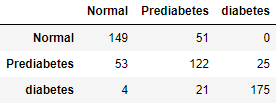 Normal Prediabetes diabetes
Normal 149 51 0
Prediabetes 53 122 25
diabetes 4 21 175